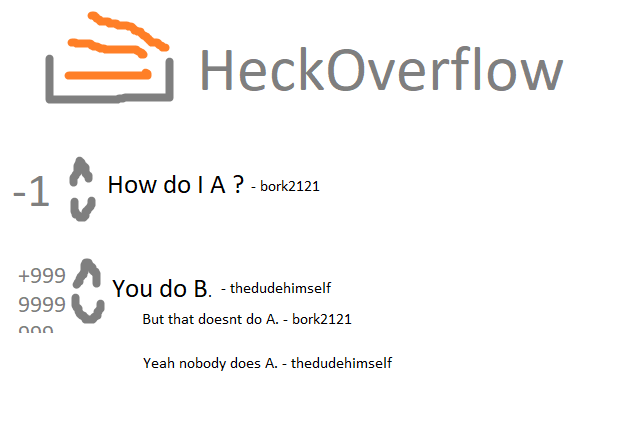 HeckOverflow
-1 How do I A ? - bork2121
+999
9999 You do B. - thedudehimself
999
But that doesnt do A. - bork2121
Yeah nobody does A. - thedudehimself